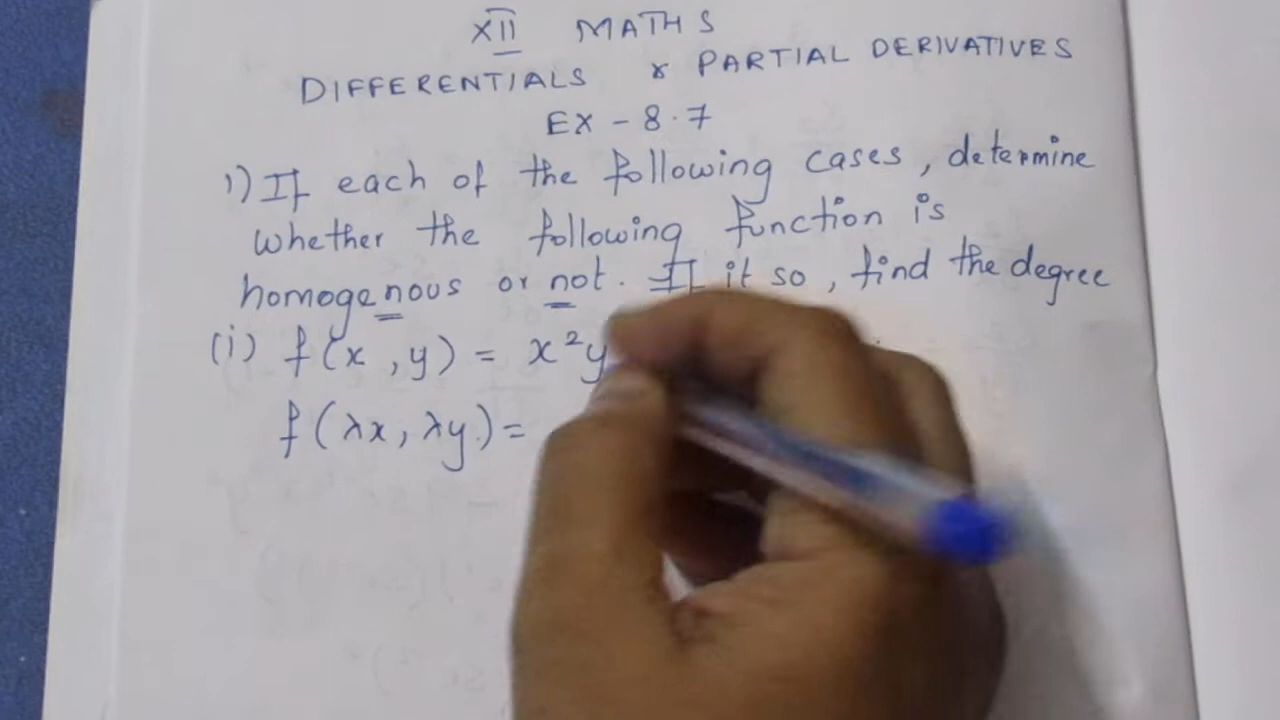 XII MATHS
DIFFERENTIALS & PARTIAL DERIVATIVES
EX - 8.7
1) If each of the following cases, determine
whether the following function is
homogenous or not. If it so, find the degree
(i) f(x, y) = x²y
f(λx, λy) =